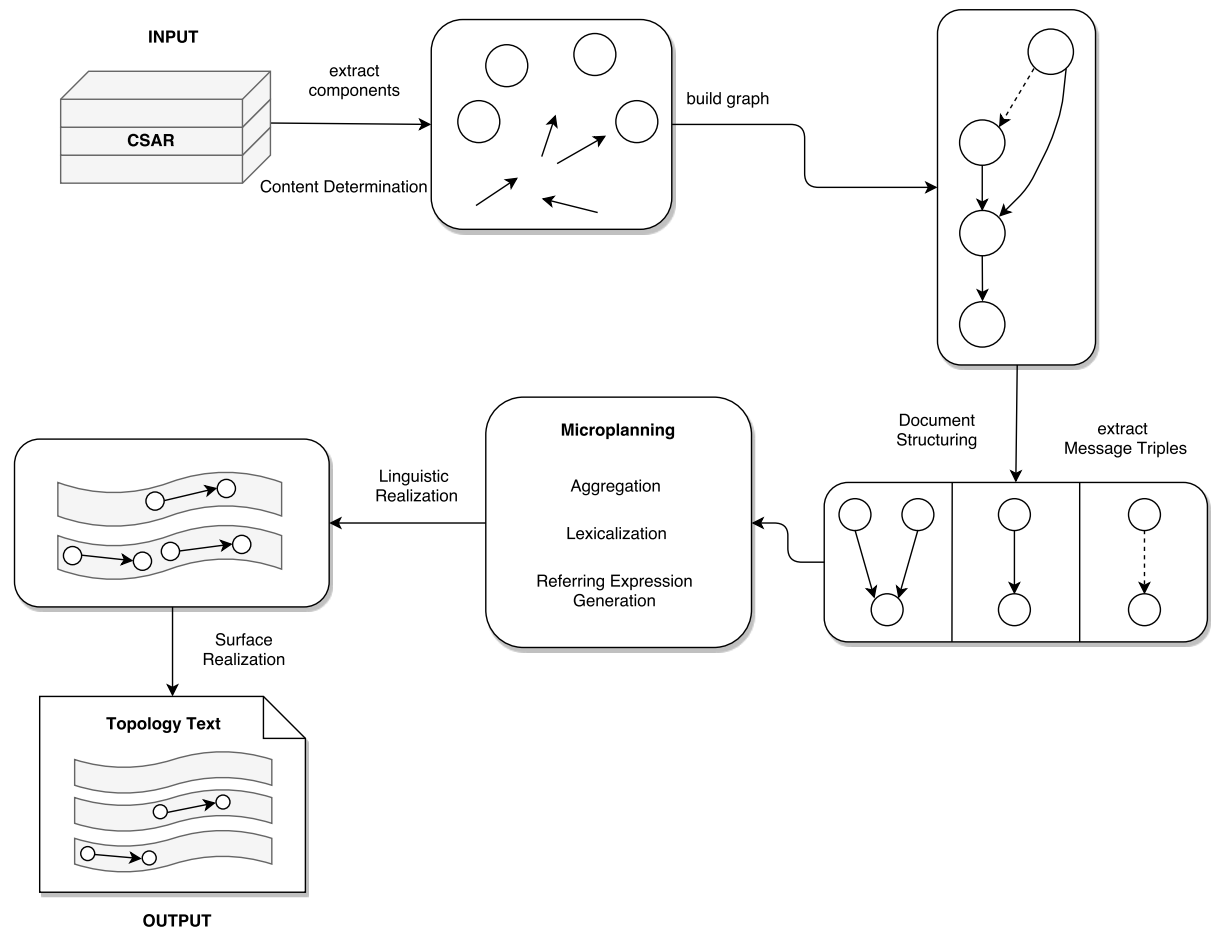 INPUT
CSAR
extract
components
Content Determination
build graph
Document
Structuring
extract
Message Triples
Microplanning
Aggregation
Lexicalization
Referring Expression
Generation
Linguistic
Realization
Surface
Realization
Topology Text
OUTPUT